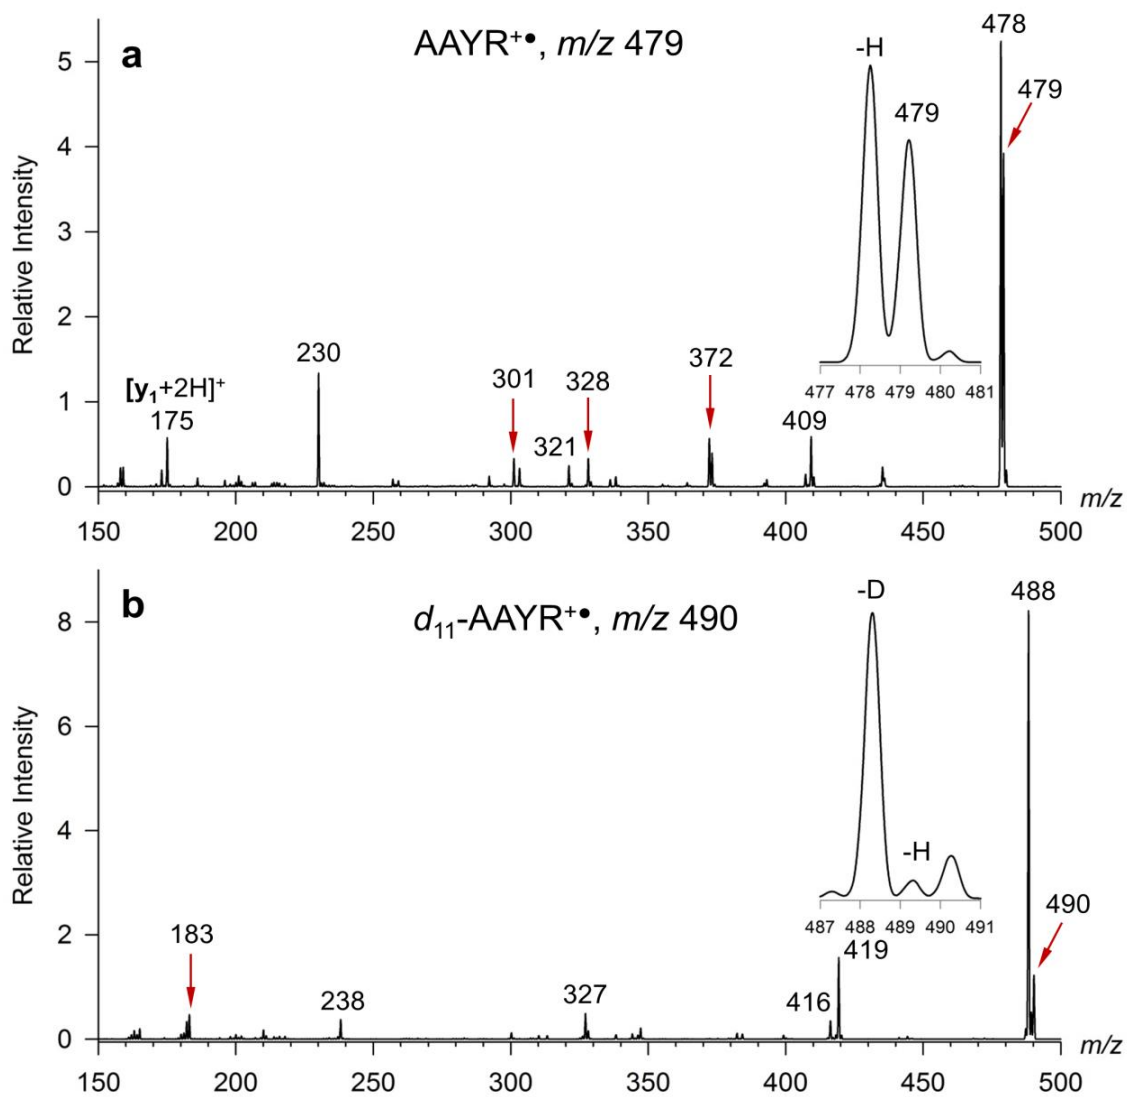 a
AAYR⁺•, m/z 479
-H
478
479
479
5
4
3
2
1
0
Relative Intensity
[y₁+2H]⁺
175
230
301
321
328
372
409
477 478 479 480 481
150 200 250 300 350 400 450 500 m/z
b
d₁₁-AAYR⁺•, m/z 490
-D
488
-H
490
8
6
4
2
0
Relative Intensity
183
238
327
416
419
487 488 489 490 491
150 200 250 300 350 400 450 500 m/z